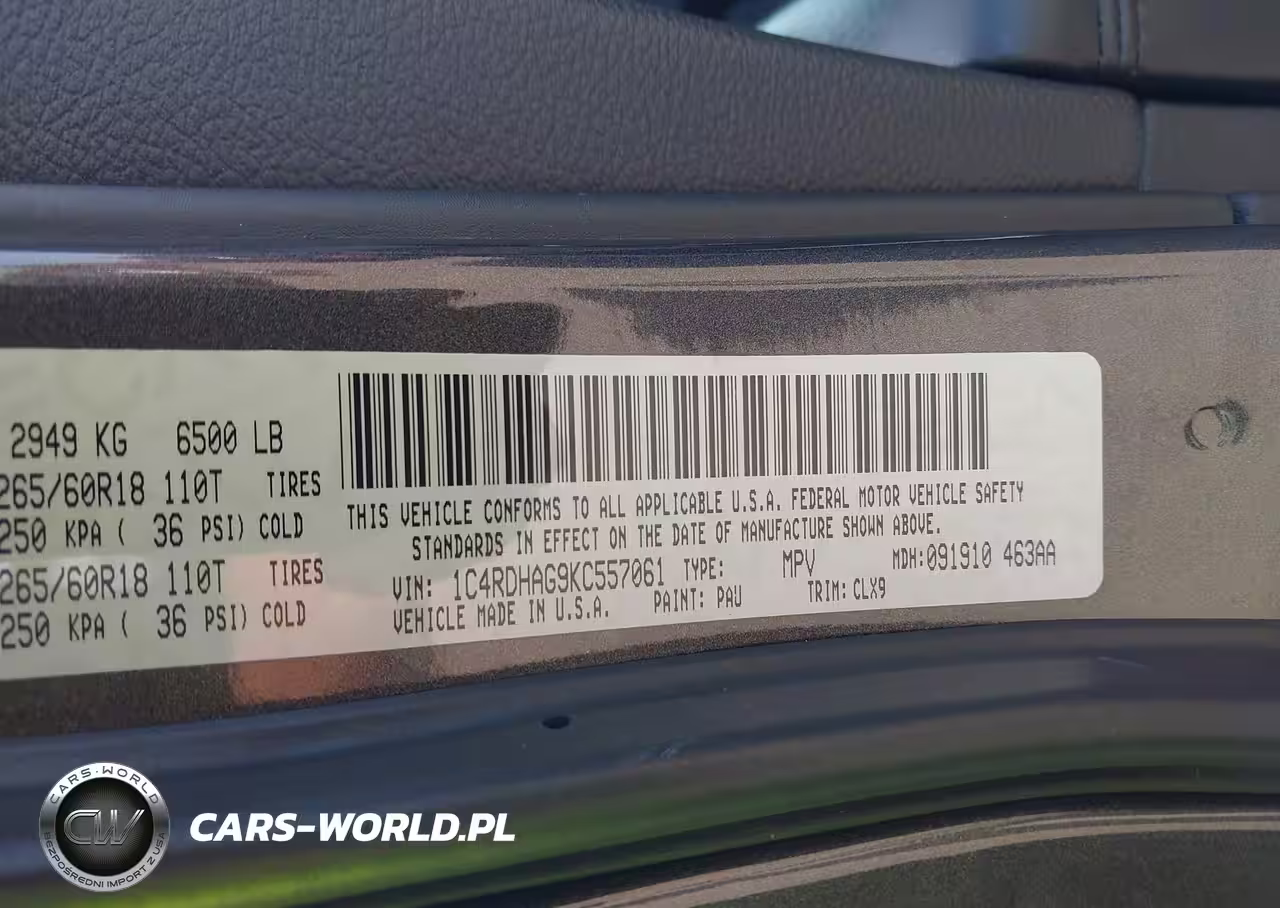 2949 KG 6500 LB
265/60R18 110T TIRES
250 KPA ( 36 PSI) COLD
265/60R18 110T TIRES
250 KPA ( 36 PSI) COLD
THIS VEHICLE CONFORMS TO ALL APPLICABLE U.S.A. FEDERAL MOTOR VEHICLE SAFETY
STANDARDS IN EFFECT ON THE DATE OF MANUFACTURE SHOWN ABOVE.
VIN: 1C4RDHAG9KC557061 TYPE: MPV MDH:091910 463AA
VEHICLE MADE IN U.S.A. PAINT: PAU TRIM: CLX9
CARS-WORLD
CW
BEZPOŚREDNI IMPORT Z USA
CARS-WORLD.PL